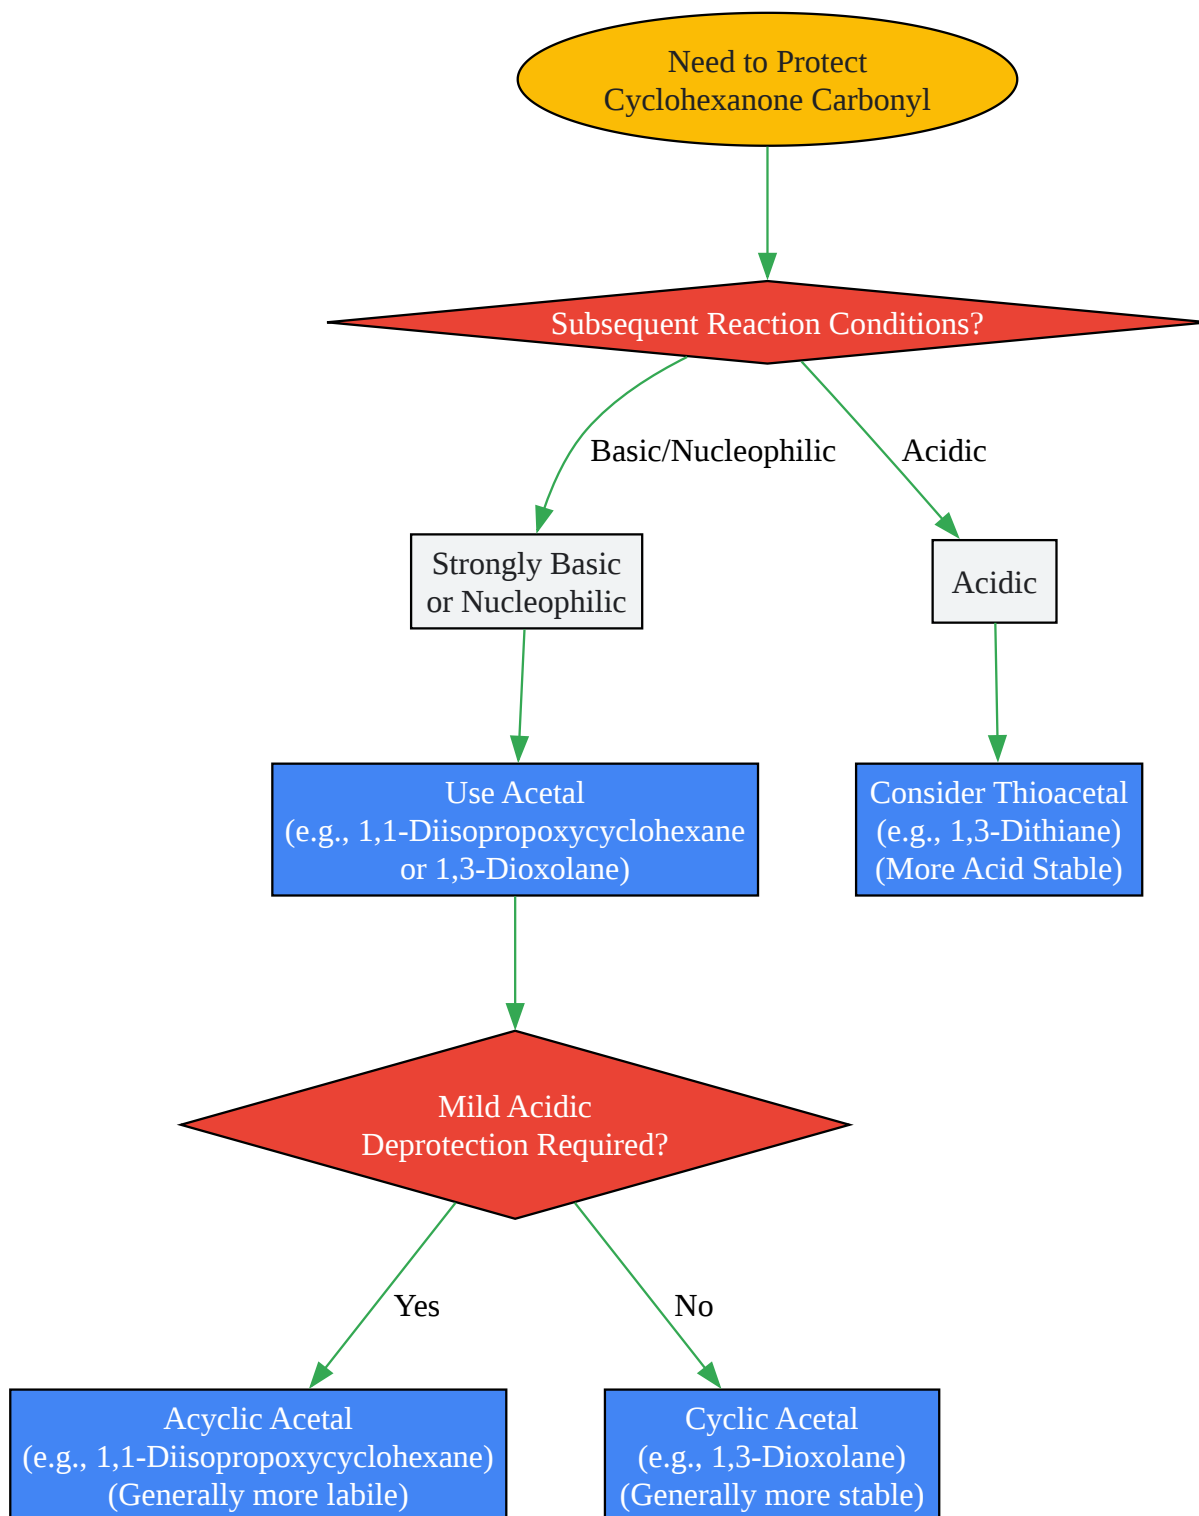 Need to Protect
Cyclohexanone Carbonyl
Subsequent Reaction Conditions?
Basic/Nucleophilic
Acidic
Strongly Basic
or Nucleophilic
Acidic
Use Acetal
(e.g., 1,1-Diisopropoxycyclohexane
or 1,3-Dioxolane)
Consider Thioacetal
(e.g., 1,3-Dithiane)
(More Acid Stable)
Mild Acidic
Deprotection Required?
Yes
No
Acyclic Acetal
(e.g., 1,1-Diisopropoxycyclohexane)
(Generally more labile)
Cyclic Acetal
(e.g., 1,3-Dioxolane)
(Generally more stable)